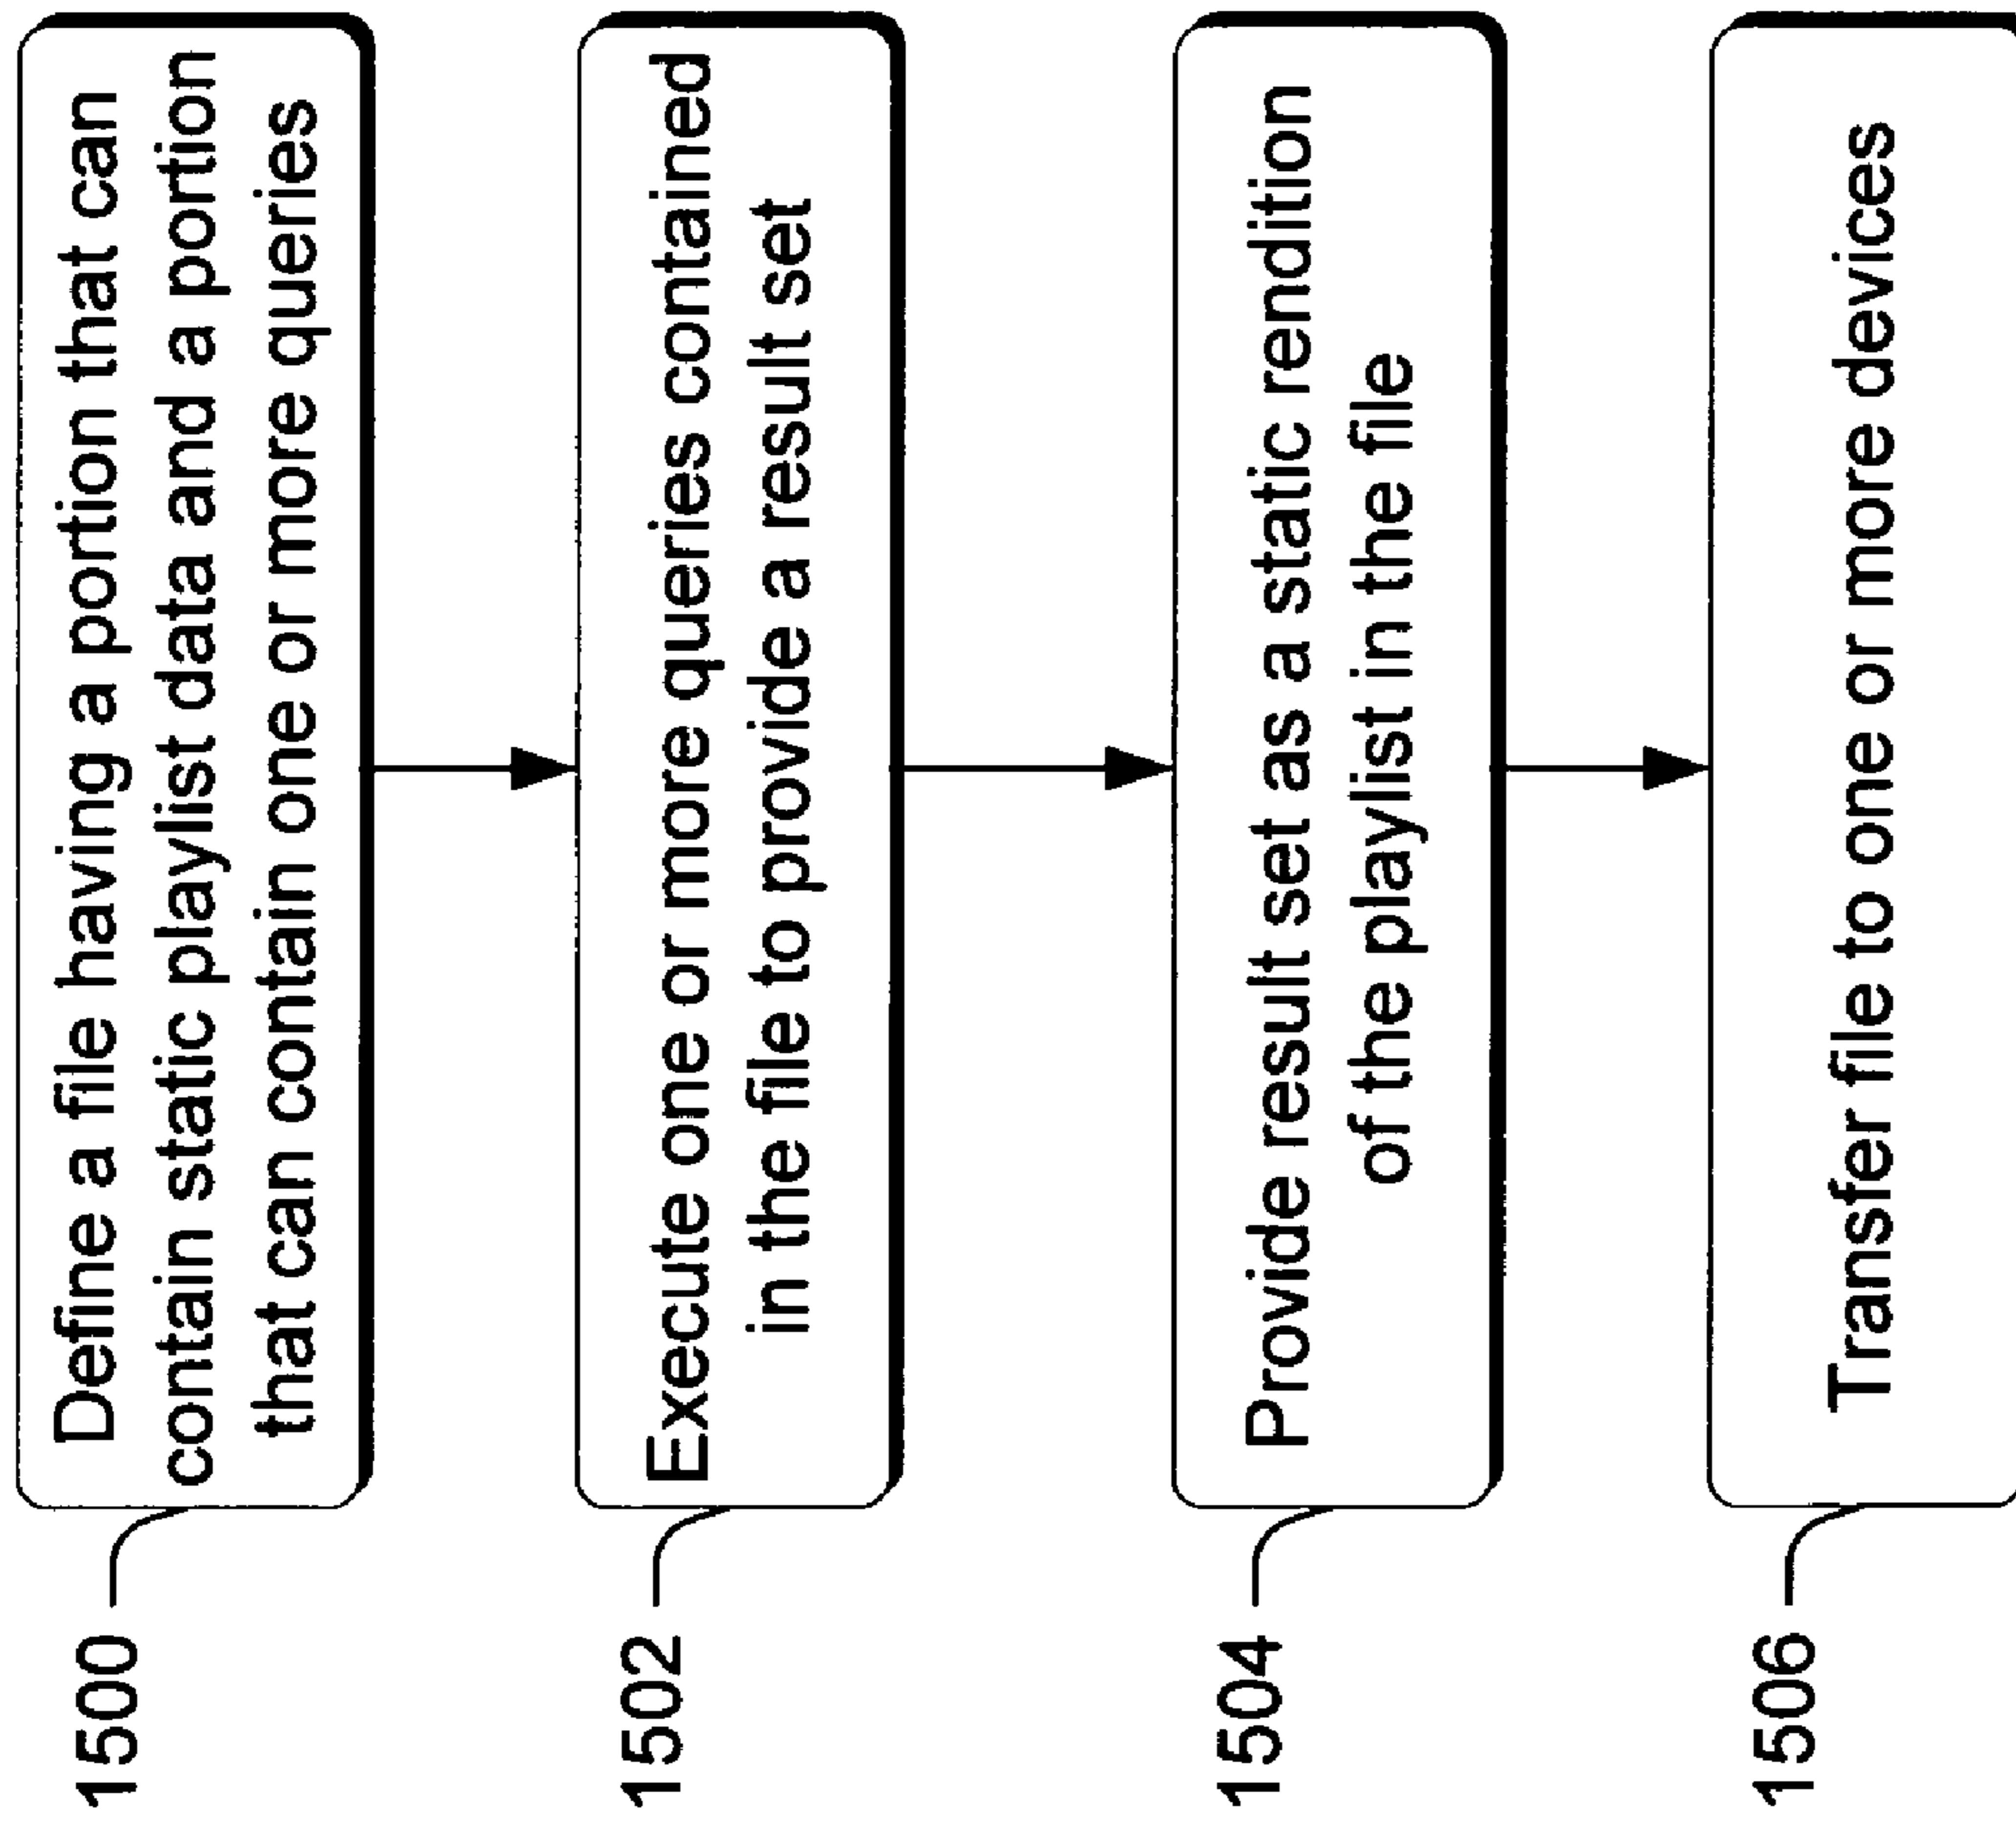 1500
Define a file having a portion that can
contain static playlist data and a portion
that can contain one or more queries
1502
Execute one or more queries contained
in the file to provide a result set
1504
Provide result set as a static rendition
of the playlist in the file
1506
Transfer file to one or more devices